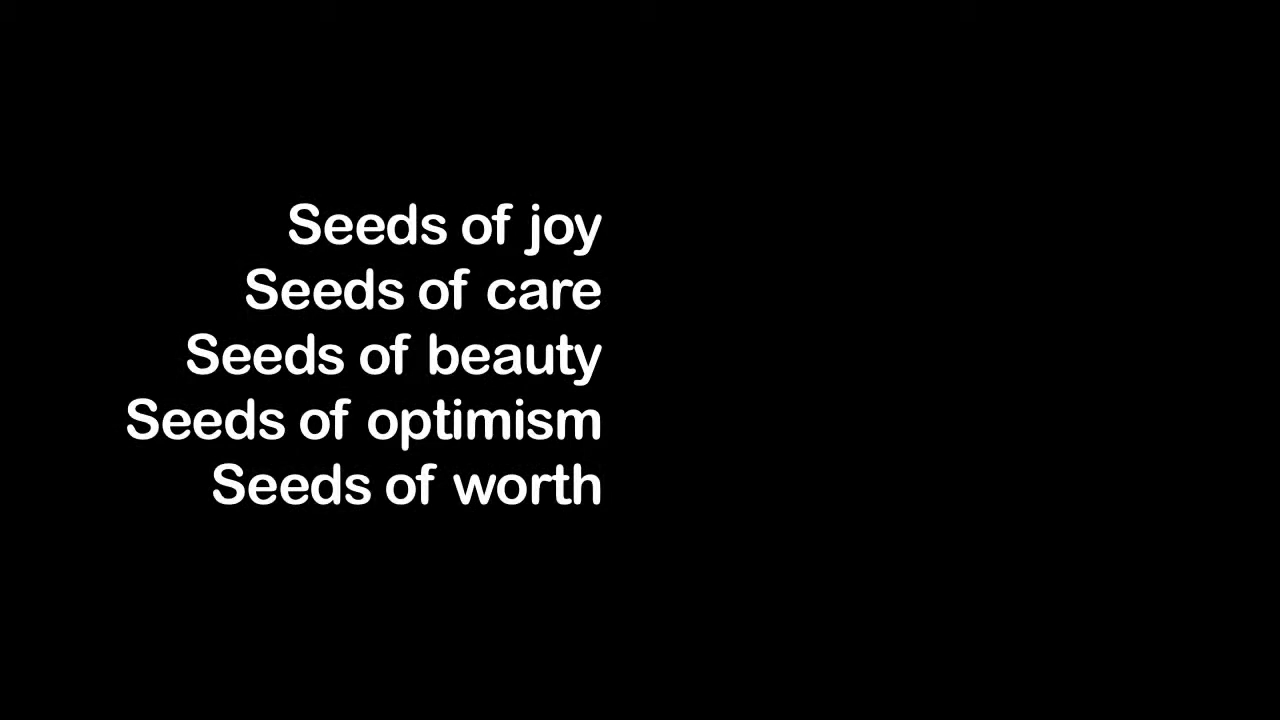 Seeds of joy
Seeds of care
Seeds of beauty
Seeds of optimism
Seeds of worth